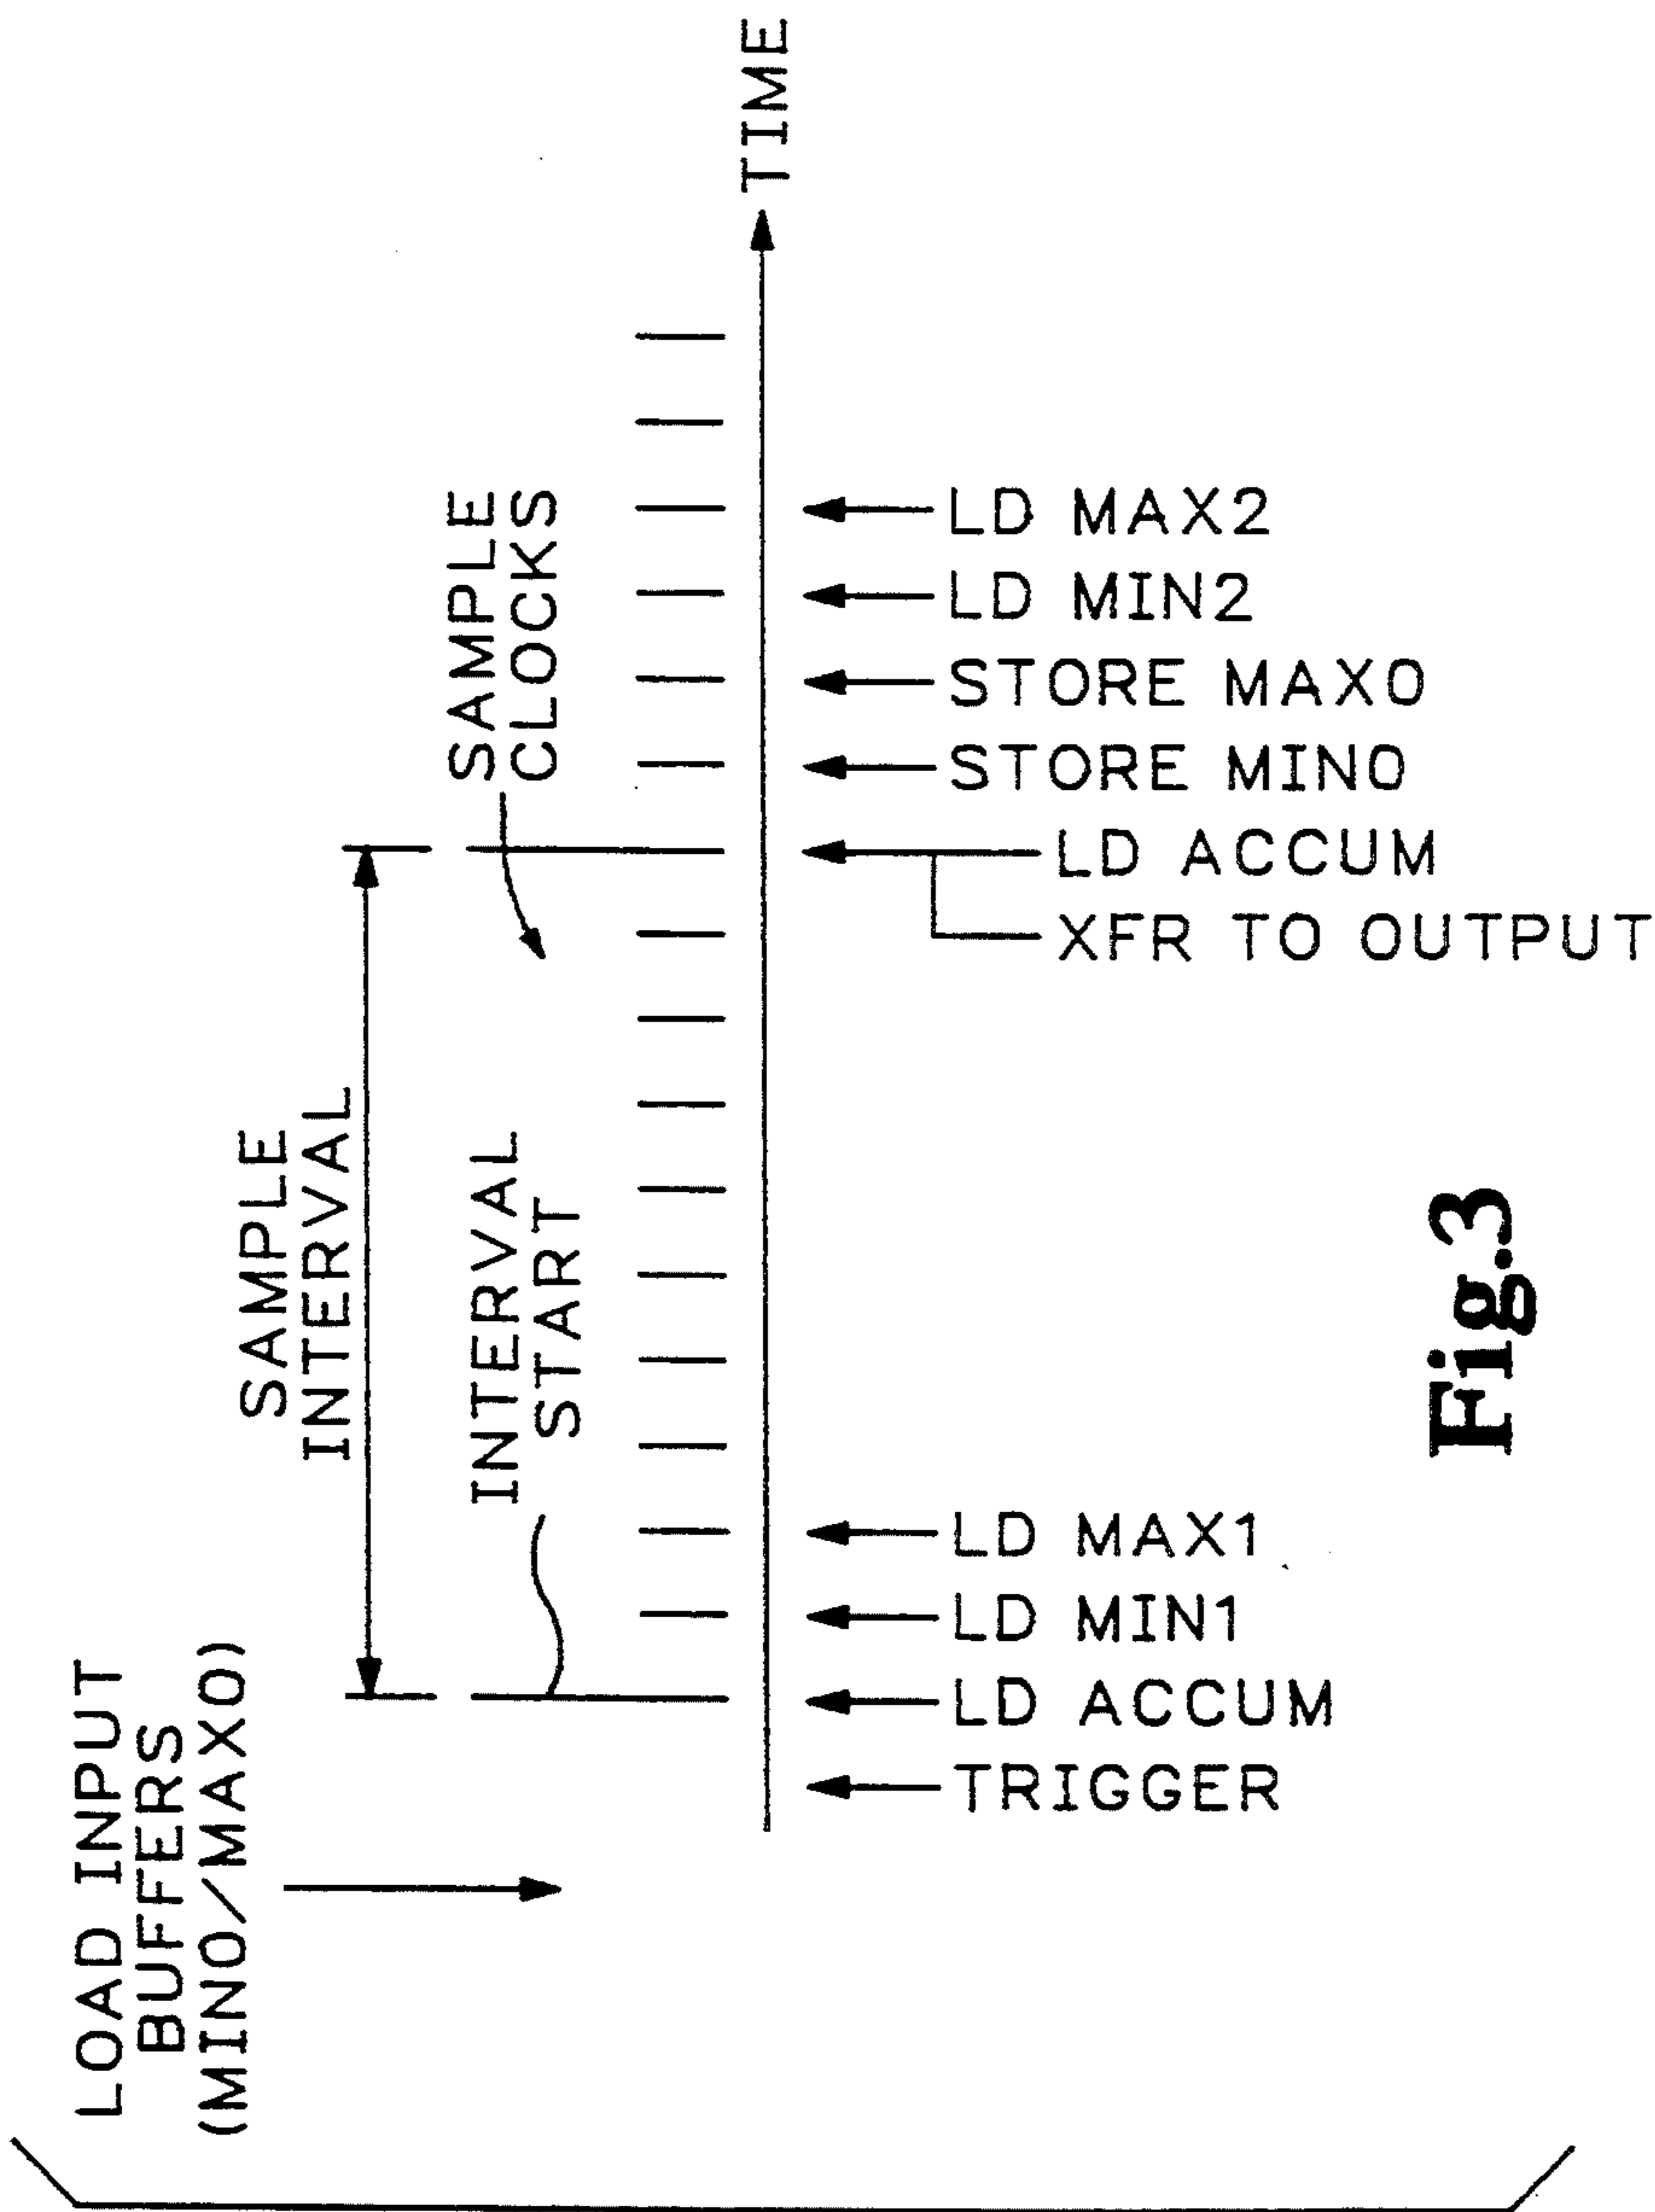 LOAD INPUT
BUFFERS
(MIN0/MAX0)
SAMPLE
INTERVAL
INTERVAL
START
SAMPLE
CLOCKS
TIME
TRIGGER
LD ACCUM
LD MIN1
LD MAX1
XFR TO OUTPUT
LD ACCUM
STORE MIN0
STORE MAX0
LD MIN2
LD MAX2
Fig.3